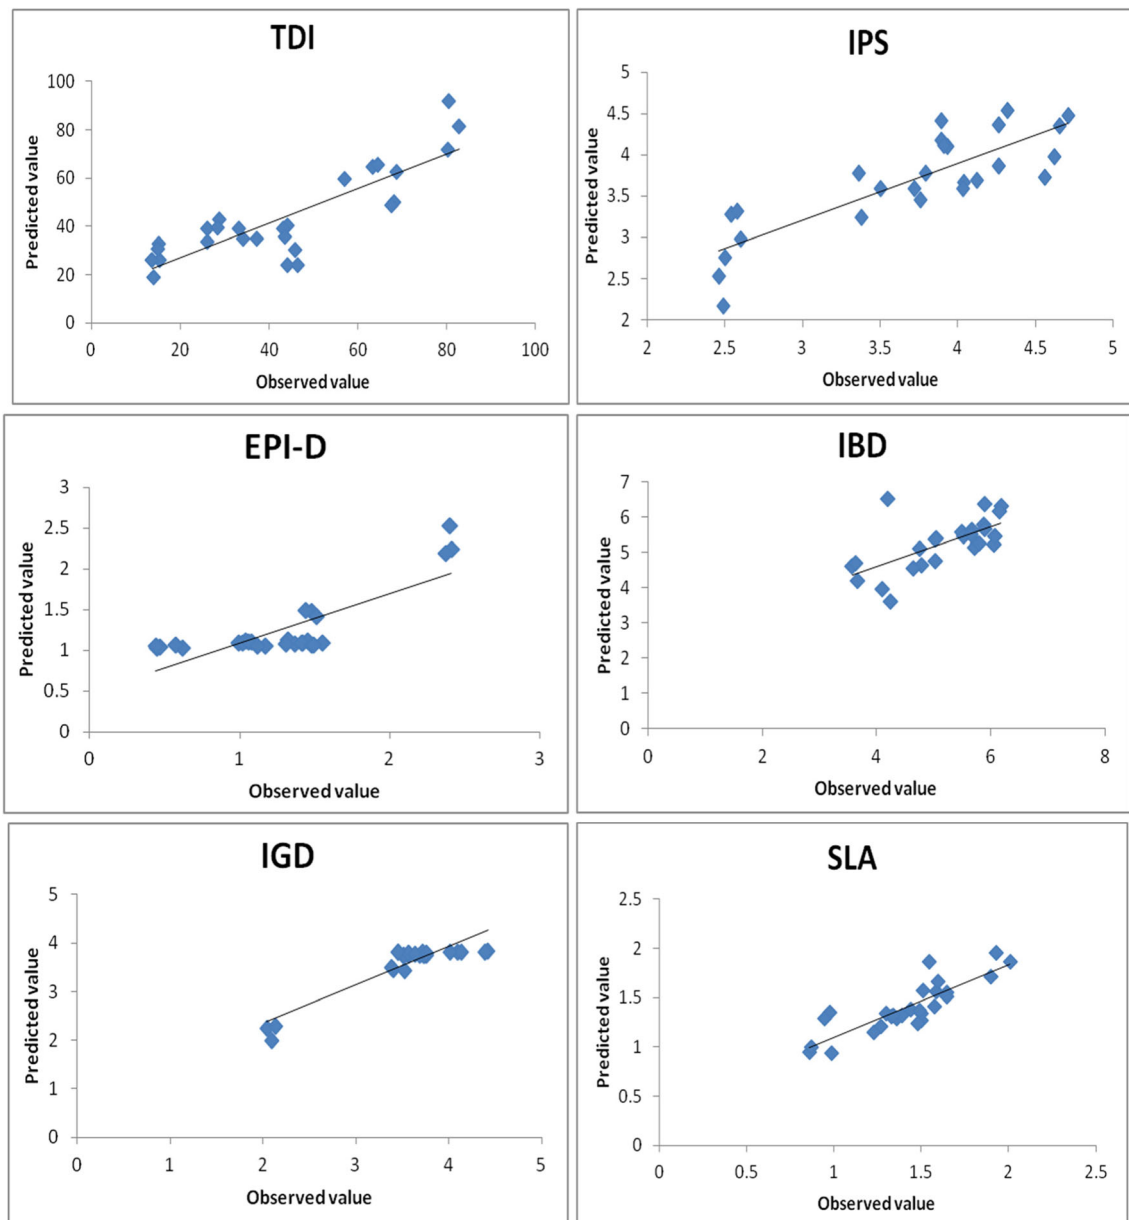 TDI
100
80
60
40
20
0
0 20 40 60 80 100
Predicted value
Observed value
IPS
5
4.5
4
3.5
3
2.5
2
2 2.5 3 3.5 4 4.5 5
Predicted value
Observed value
EPI-D
3
2.5
2
1.5
1
0.5
0
0 1 2 3
Predicted value
Observed value
IBD
7
6
5
4
3
2
1
0
0 2 4 6 8
Predicted value
Observed value
IGD
5
4
3
2
1
0
0 1 2 3 4 5
Predicted value
Observed value
SLA
2.5
2
1.5
1
0.5
0
0 0.5 1 1.5 2 2.5
Predicted value
Observed value